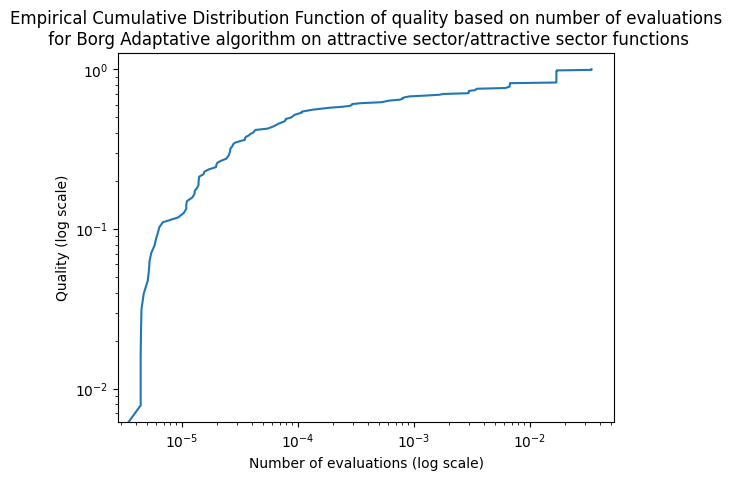 Empirical Cumulative Distribution Function of quality based on number of evaluations
for Borg Adaptative algorithm on attractive sector/attractive sector functions
10⁰
10⁻¹
10⁻²
Quality (log scale)
10⁻⁵
10⁻⁴
10⁻³
10⁻²
Number of evaluations (log scale)